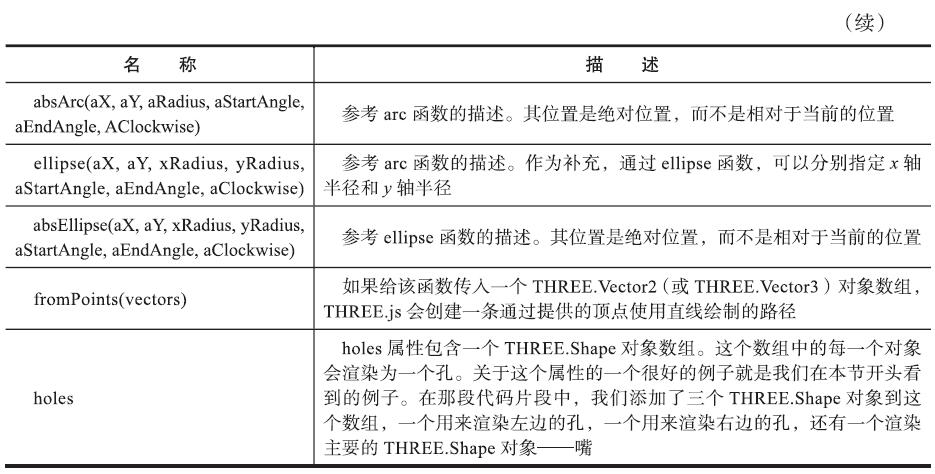 （续）
名 称
描 述
absArc(aX, aY, aRadius, aStartAngle,
aEndAngle, AClockwise)
参考 arc 函数的描述。其位置是绝对位置，而不是相对于当前的位置
ellipse(aX, aY, xRadius, yRadius,
aStartAngle, aEndAngle, aClockwise)
参考 arc 函数的描述。作为补充，通过 ellipse 函数，可以分别指定 x 轴
半径和 y 轴半径
absEllipse(aX, aY, xRadius, yRadius,
aStartAngle, aEndAngle, aClockwise)
参考 ellipse 函数的描述。其位置是绝对位置，而不是相对于当前的位置
fromPoints(vectors)
如果给该函数传入一个 THREE.Vector2（或 THREE.Vector3）对象数组，
THREE.js 会创建一条通过提供的顶点使用直线绘制的路径
holes
holes 属性包含一个 THREE.Shape 对象数组。这个数组中的每一个对象
会渲染为一个孔。关于这个属性的一个很好的例子就是我们在本节开头看
到的例子。在那段代码片段中，我们添加了三个 THREE.Shape 对象到这
个数组，一个用来渲染左边的孔，一个用来渲染右边的孔，还有一个渲染
主要的 THREE.Shape 对象——嘴